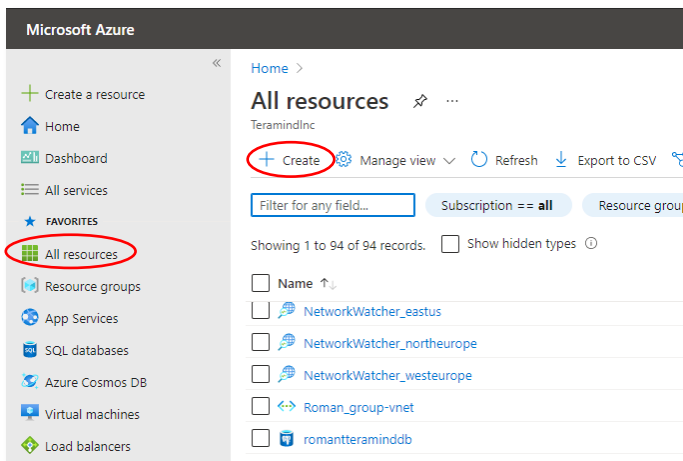 Microsoft Azure
«
Create a resource
Home
Dashboard
All services
FAVORITES
All resources
Resource groups
App Services
SQL databases
Azure Cosmos DB
Virtual machines
Load balancers
Home >
All resources ...
TeramindInc
+ Create Manage view Refresh Export to CSV
Filter for any field... Subscription == all Resource grou
Showing 1 to 94 of 94 records. Show hidden types
Name ↑↓
NetworkWatcher_eastus
NetworkWatcher_northeurope
NetworkWatcher_westeurope
Roman_group-vnet
romantteraminddb